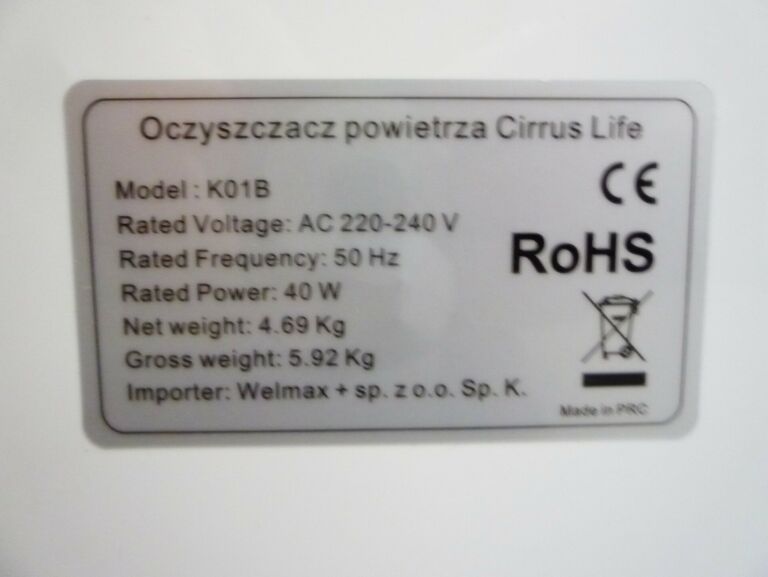 Oczyszczacz powietrza Cirrus Life
Model : K01B
CE
Rated Voltage: AC 220-240 V
Rated Frequency: 50 Hz
RoHS
Rated Power: 40 W
Net weight: 4.69 Kg
Gross weight: 5.92 Kg
Importer: Welmax + sp. z o.o. Sp. K.
Made in PRC